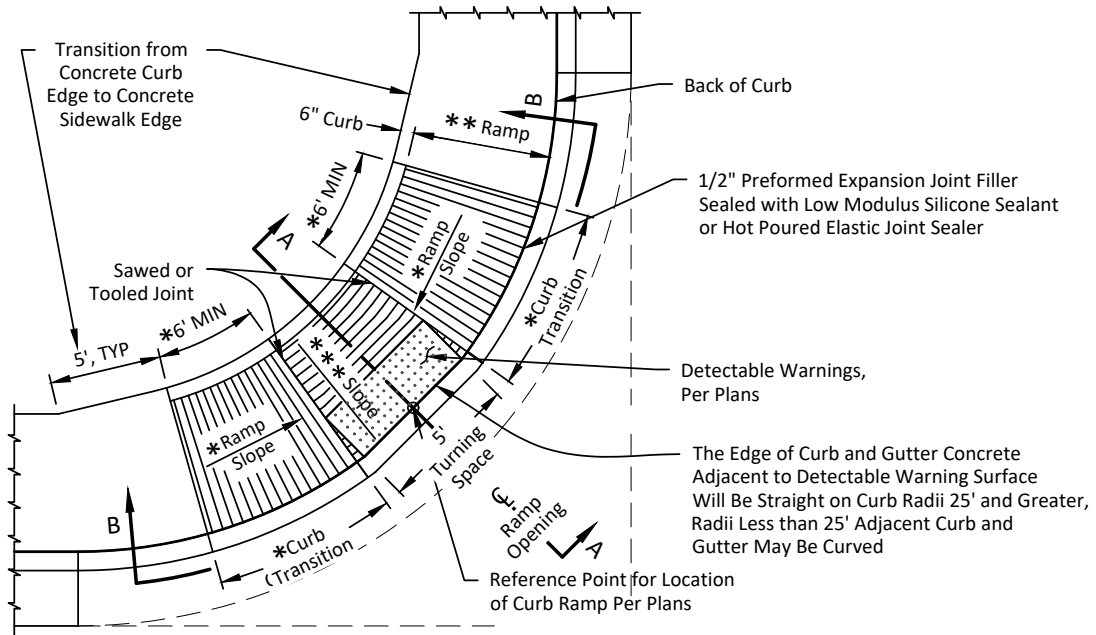 Transition from
Concrete Curb
Edge to Concrete
Sidewalk Edge
6" Curb
** Ramp
B
Back of Curb
*6' MIN
1/2" Preformed Expansion Joint Filler
Sealed with Low Modulus Silicone Sealant
or Hot Poured Elastic Joint Sealer
A
*Ramp
Slope
Sawed or
Tooled Joint
*Curb
Transition
*6' MIN
5', TYP
***Slope
Detectable Warnings,
Per Plans
*Ramp
Slope
5'
Turning
Space
The Edge of Curb and Gutter Concrete
Adjacent to Detectable Warning Surface
Will Be Straight on Curb Radii 25' and Greater,
Radii Less than 25' Adjacent Curb and
Gutter May Be Curved
B
℄
Ramp
Opening
A
*Curb
Transition
Reference Point for Location
of Curb Ramp Per Plans